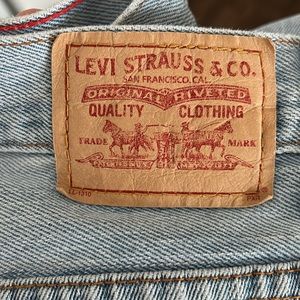 LEVI STRAUSS & CO.
SAN FRANCISCO, CAL.
ORIGINAL RIVETED
QUALITY CLOTHING
TRADE MARK